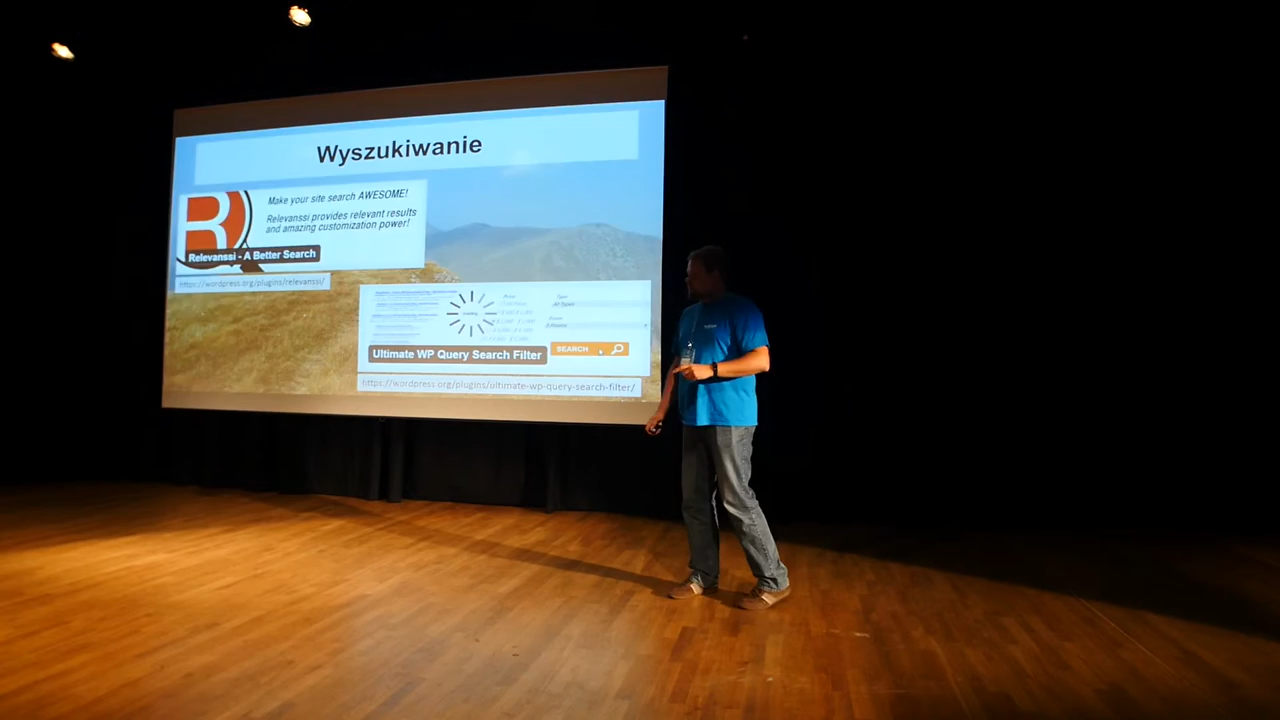 Wyszukiwanie
Make your site search AWESOME!
Relevanssi provides relevant results
and amazing customization power!
R
Relevanssi - A Better Search
https://wordpress.org/plugins/relevanssi/
Type
SEARCH
Ultimate WP Query Search Filter
https://wordpress.org/plugins/ultimate-wp-query-search-filter/